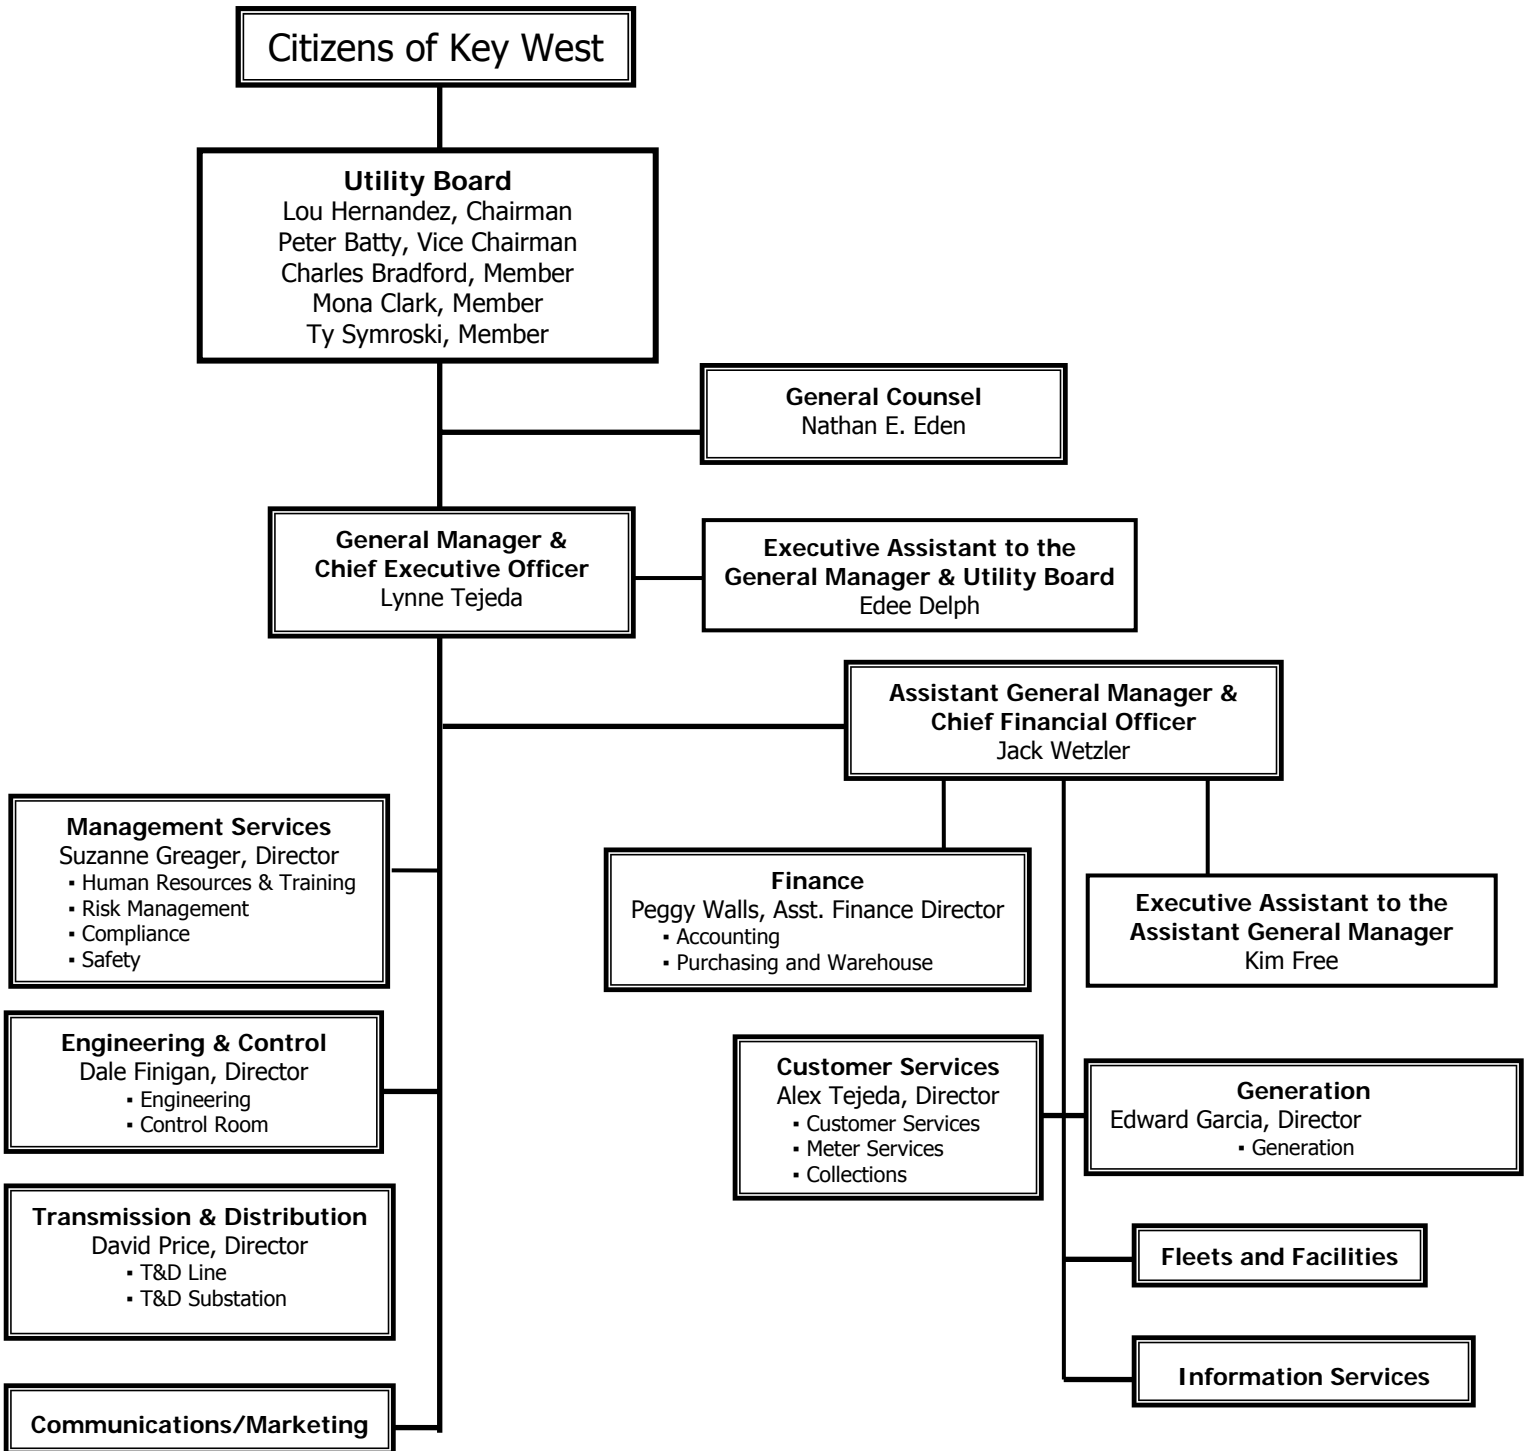 Citizens of Key West
Utility Board
Lou Hernandez, Chairman
Peter Batty, Vice Chairman
Charles Bradford, Member
Mona Clark, Member
Ty Symroski, Member
General Counsel
Nathan E. Eden
General Manager &
Chief Executive Officer
Lynne Tejeda
Executive Assistant to the
General Manager & Utility Board
Edee Delph
Assistant General Manager &
Chief Financial Officer
Jack Wetzler
Management Services
Suzanne Greager, Director
▪ Human Resources & Training
▪ Risk Management
▪ Compliance
▪ Safety
Finance
Peggy Walls, Asst. Finance Director
▪ Accounting
▪ Purchasing and Warehouse
Executive Assistant to the
Assistant General Manager
Kim Free
Engineering & Control
Dale Finigan, Director
▪ Engineering
▪ Control Room
Customer Services
Alex Tejeda, Director
▪ Customer Services
▪ Meter Services
▪ Collections
Generation
Edward Garcia, Director
▪ Generation
Transmission & Distribution
David Price, Director
▪ T&D Line
▪ T&D Substation
Fleets and Facilities
Information Services
Communications/Marketing